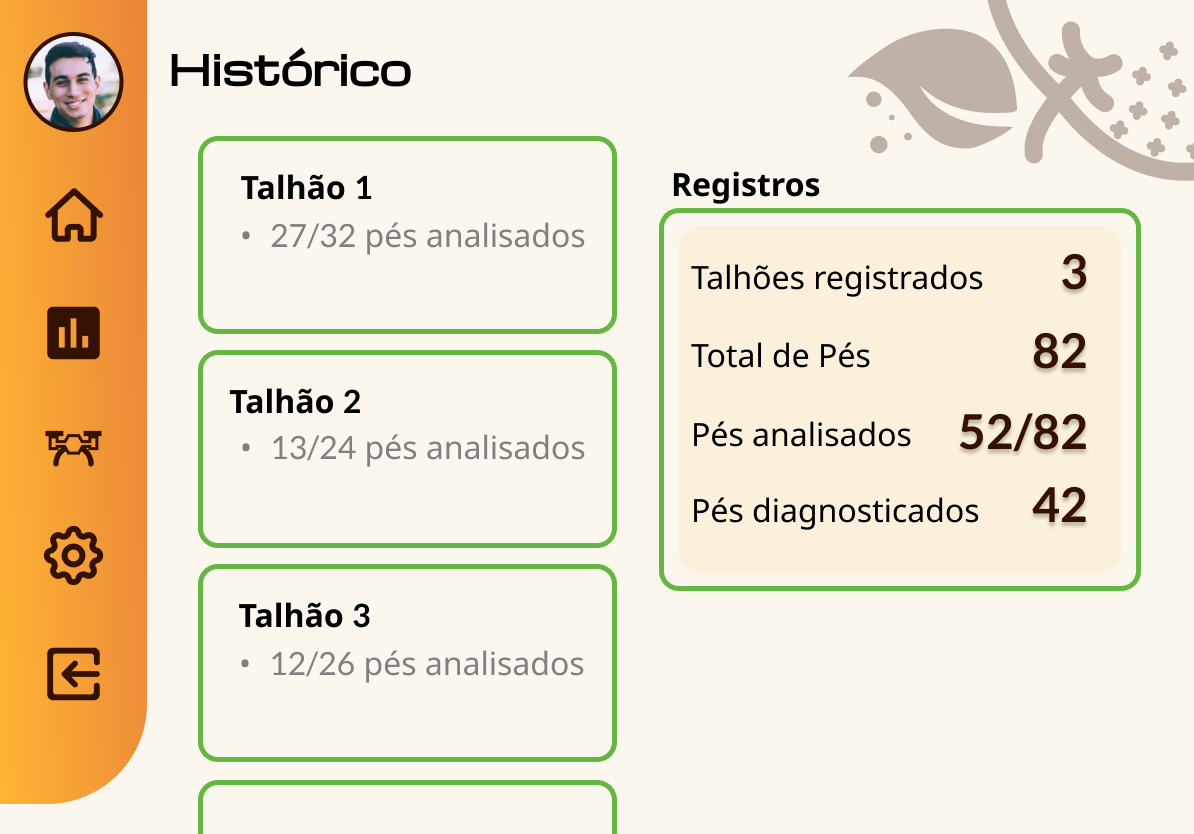 Histórico
Talhão 1
• 27/32 pés analisados
Talhão 2
• 13/24 pés analisados
Talhão 3
• 12/26 pés analisados
Registros
Talhões registrados 3
Total de Pés 82
Pés analisados 52/82
Pés diagnosticados 42